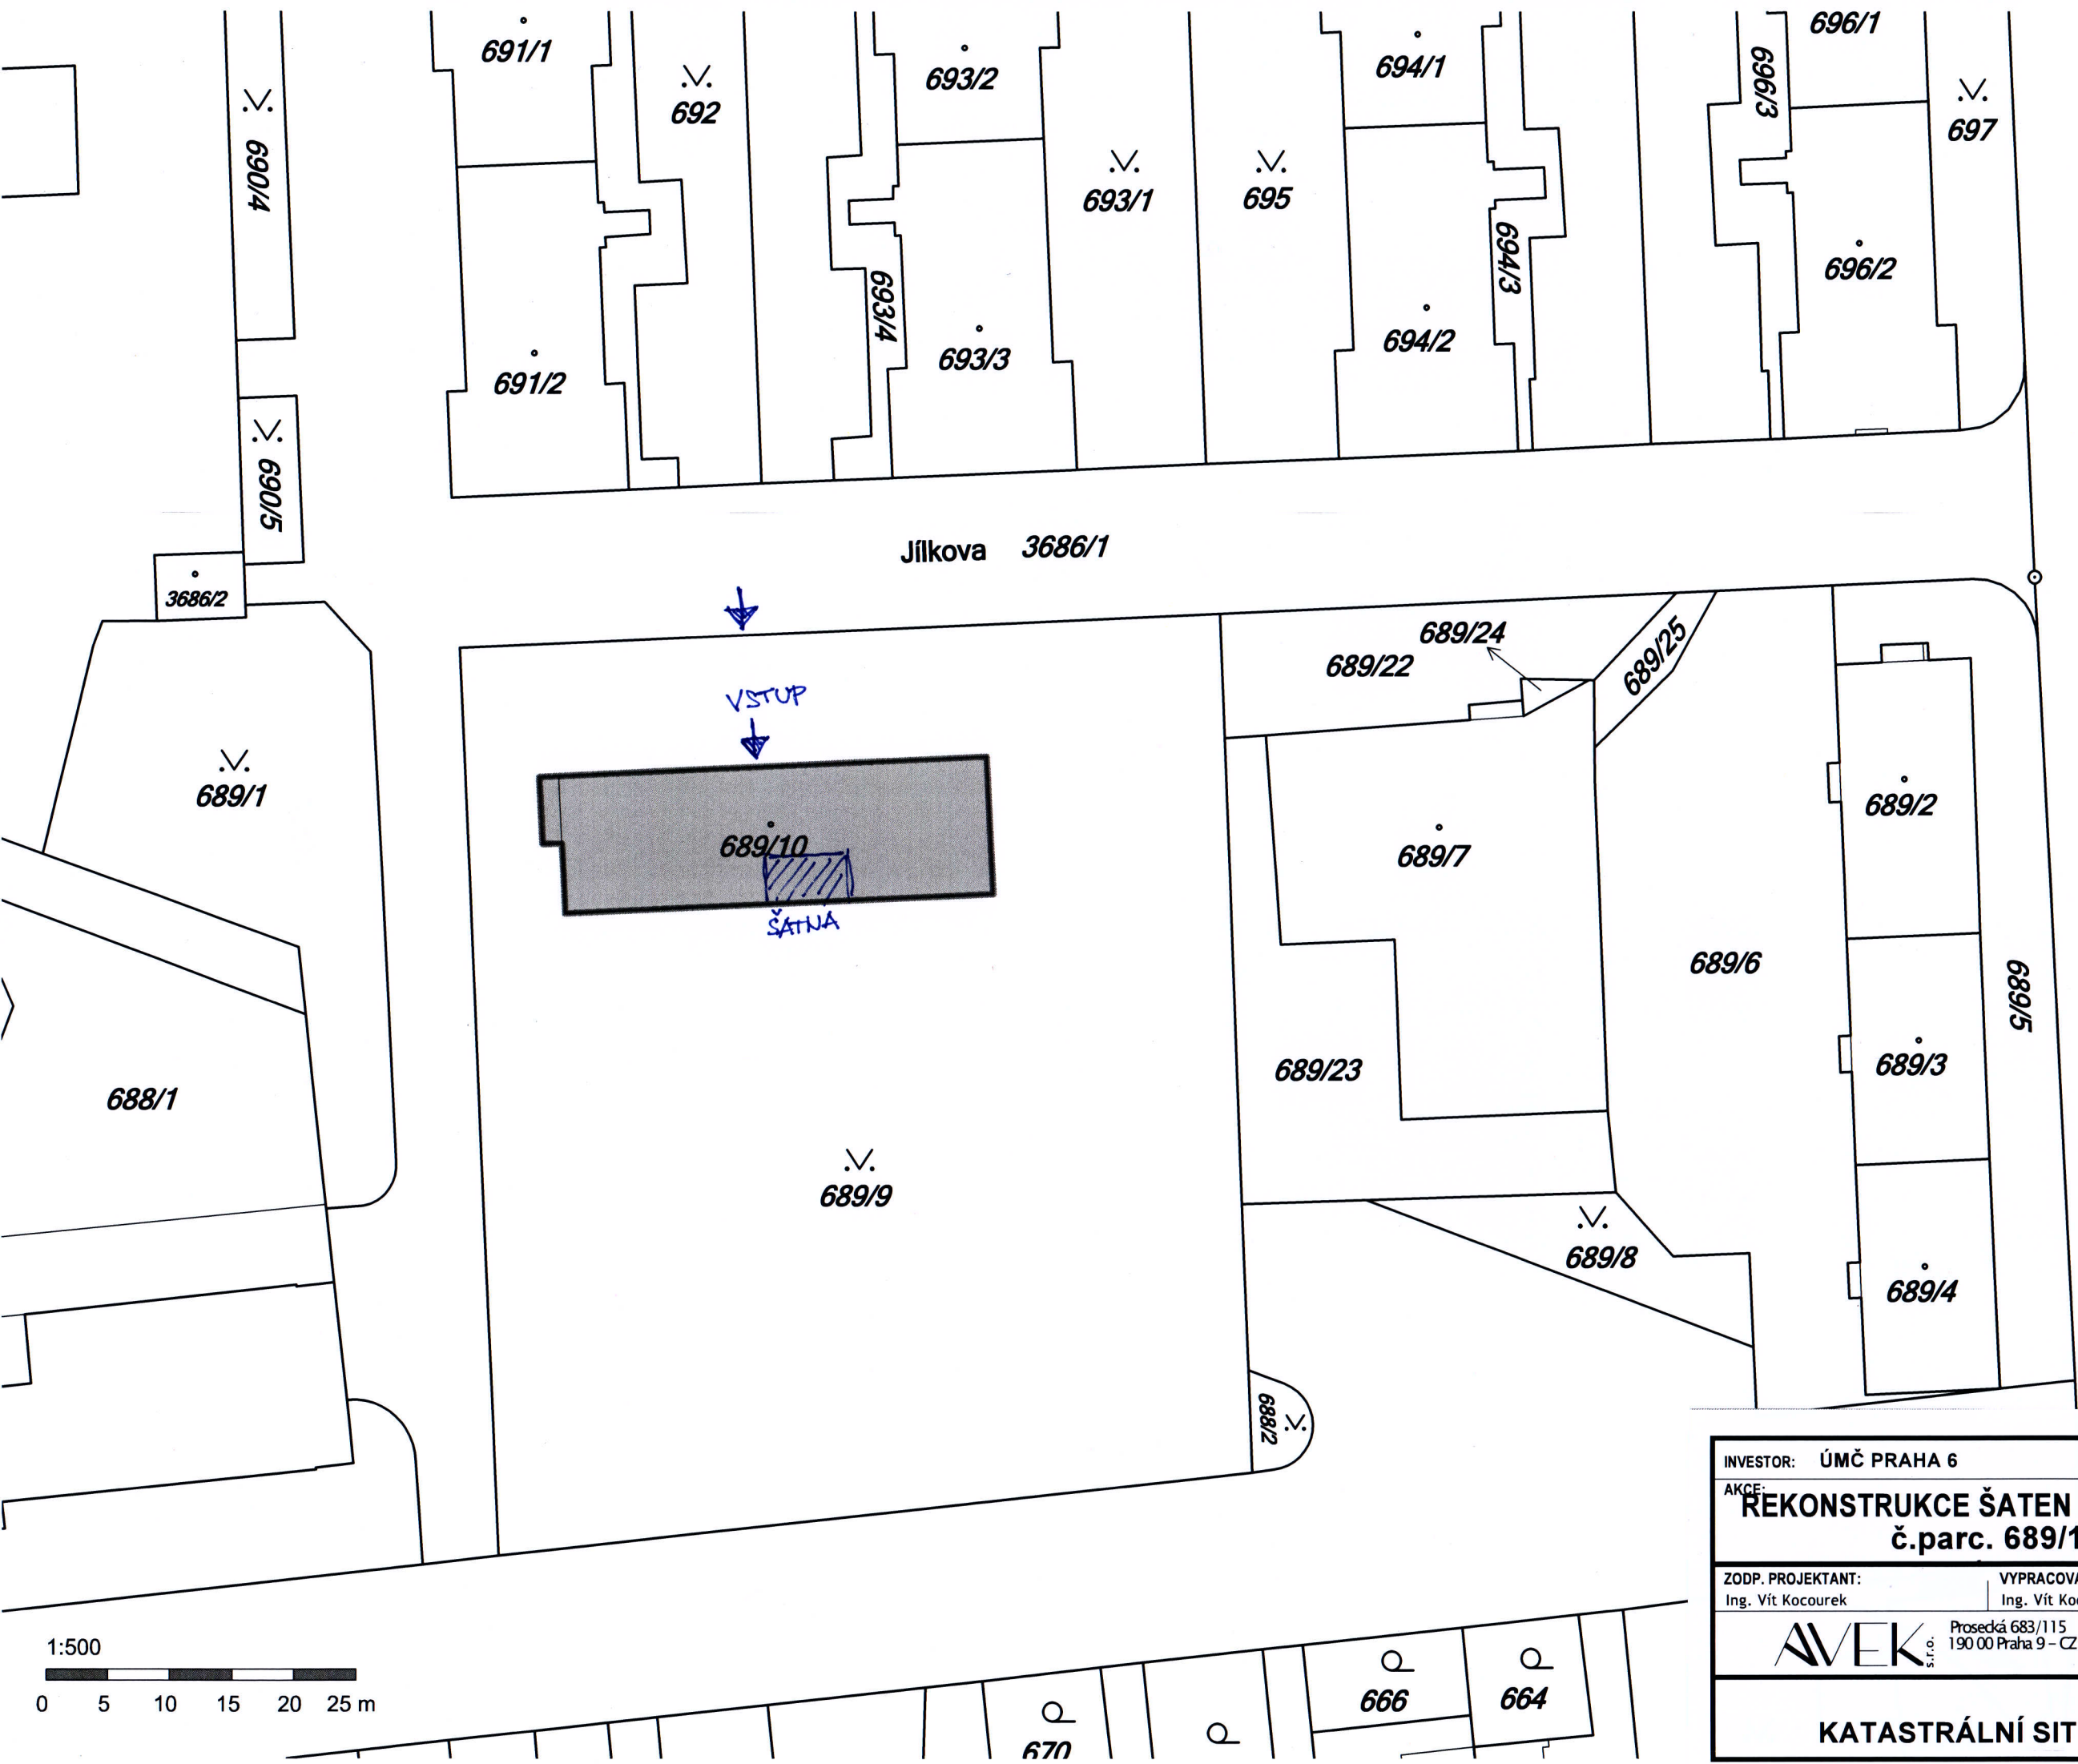 691/1
692
693/2
694/1
696/1
696/3
697
690/4
693/1
695
693/4
694/3
696/2
691/2
693/3
694/2
690/5
Jílkova 3686/1
3686/2
689/24
689/22
689/25
VSTUP
689/1
689/10
ŠATNA
689/7
689/2
689/6
689/5
689/23
689/3
688/1
689/9
689/8
689/4
688/2
INVESTOR: ÚMČ PRAHA 6
AKCE:
REKONSTRUKCE ŠATEN
č.parc. 689/1
ZODP. PROJEKTANT: VYPRACOVA
Ing. Vít Kocourek Ing. Vít Ko
AVEK s.r.o.
Prosecká 683/115
190 00 Praha 9 – CZ
KATASTRÁLNÍ SIT
1:500
0 5 10 15 20 25 m
666
664
670